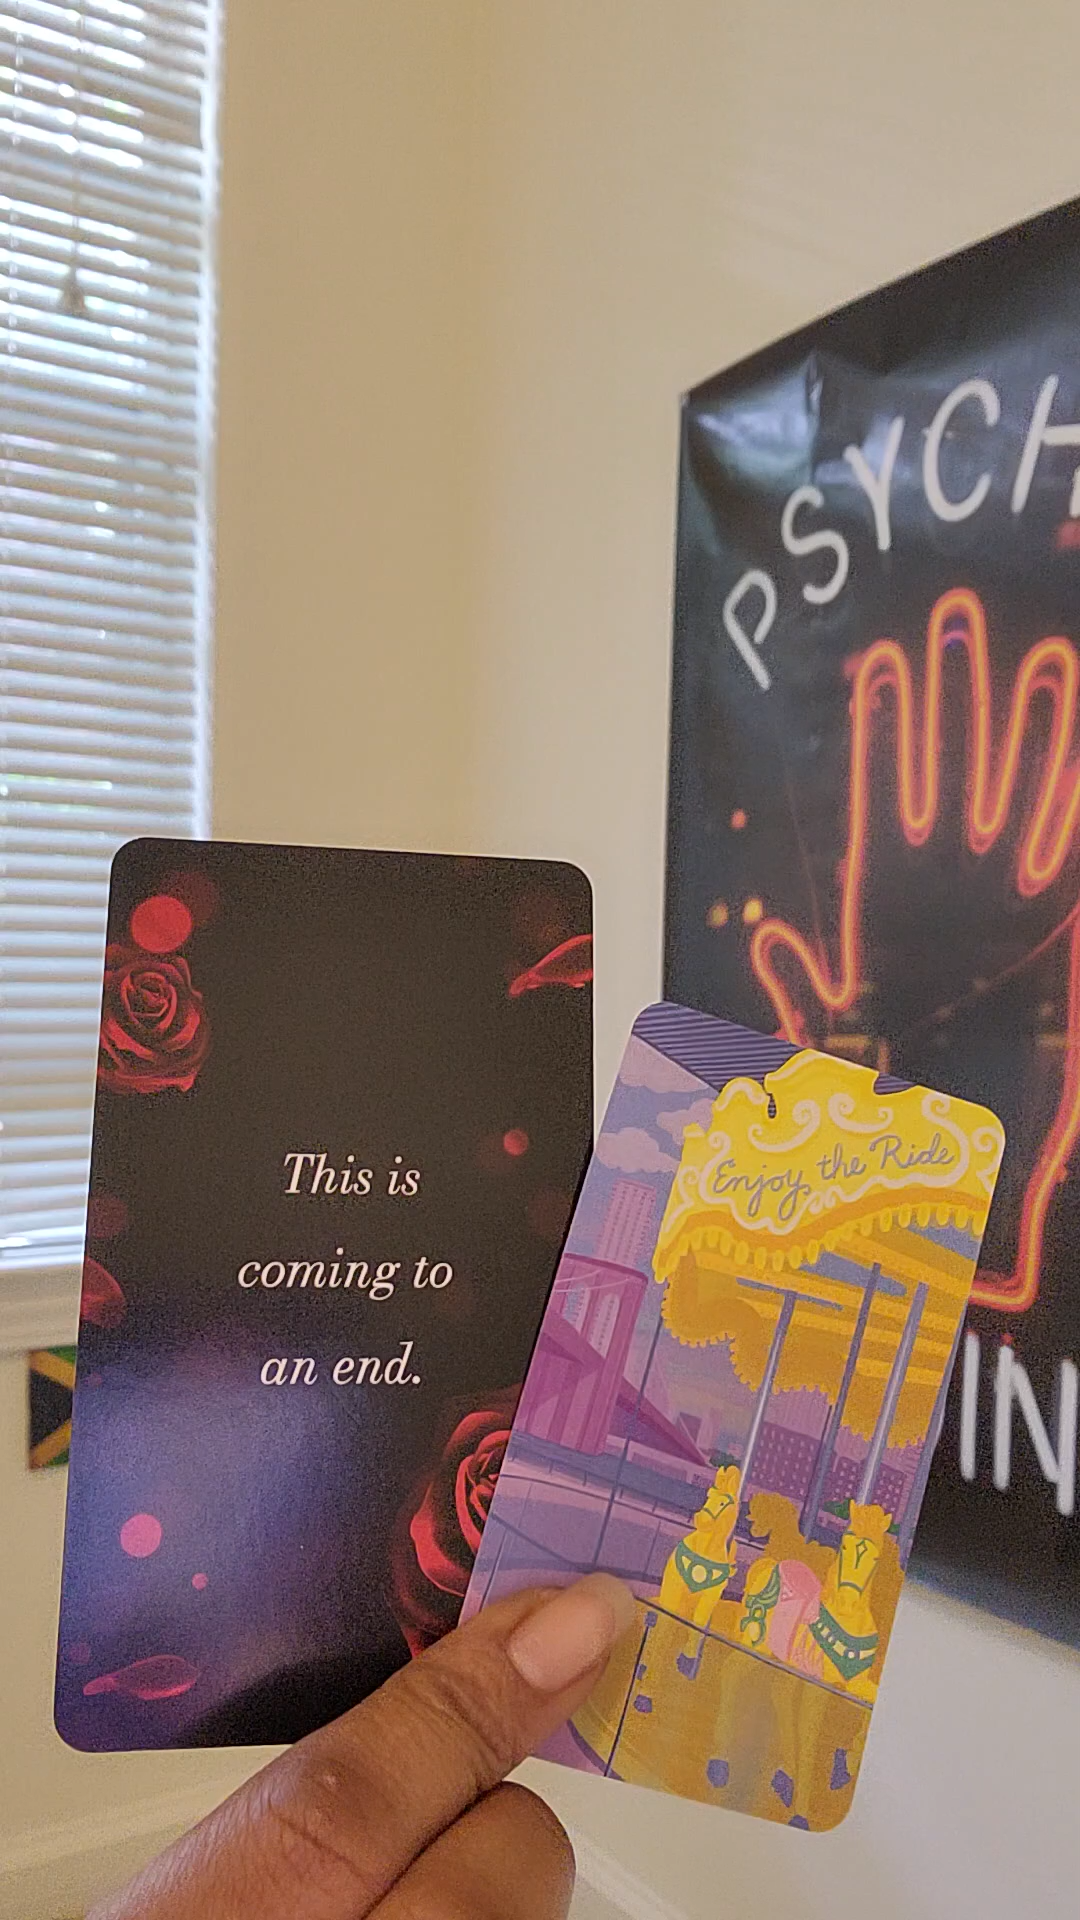 PSYCH
This is
coming to
an end.
Enjoy the Ride
IN